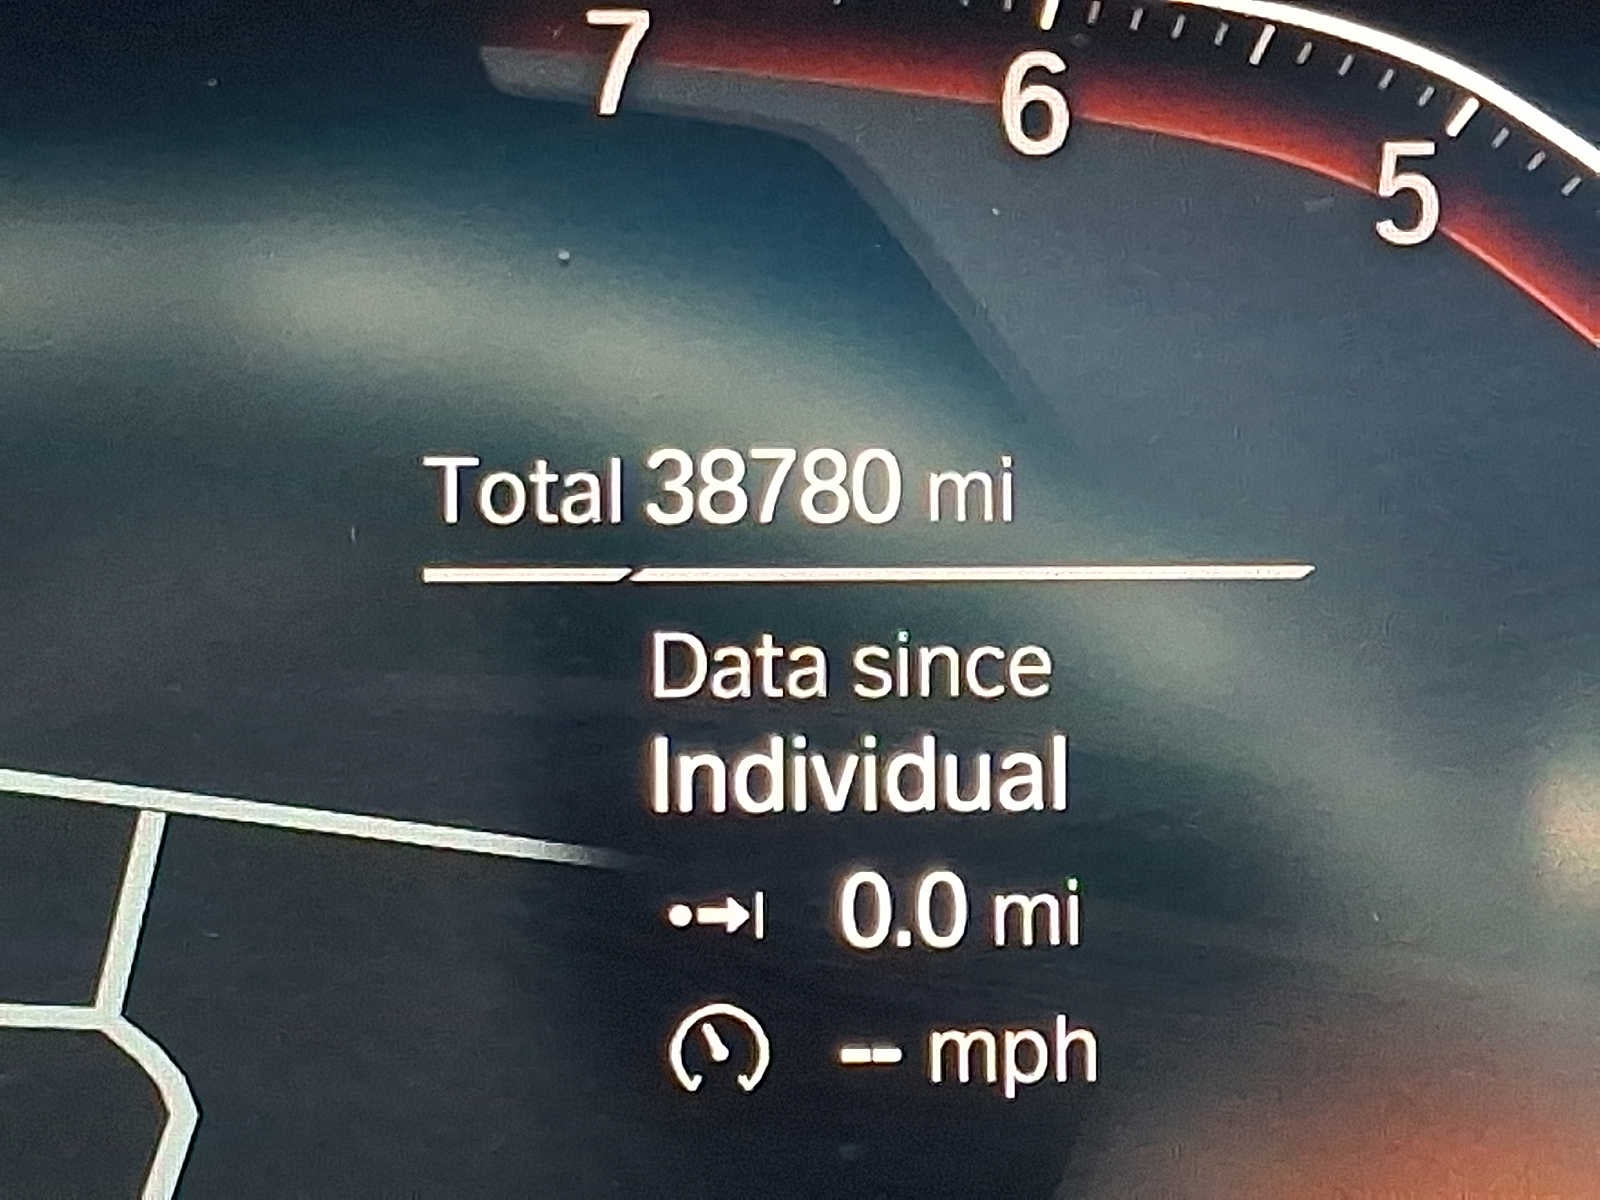 7
6
5
Total 38780 mi
Data since
Individual
0.0 mi
-- mph